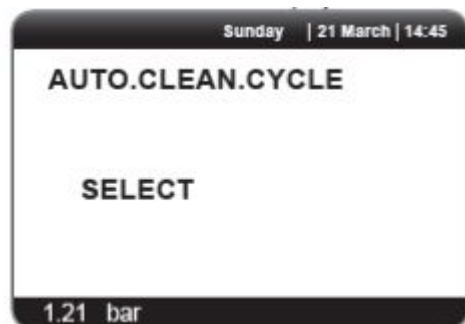 Sunday | 21 March | 14:45
AUTO.CLEAN.CYCLE
SELECT
1.21 bar